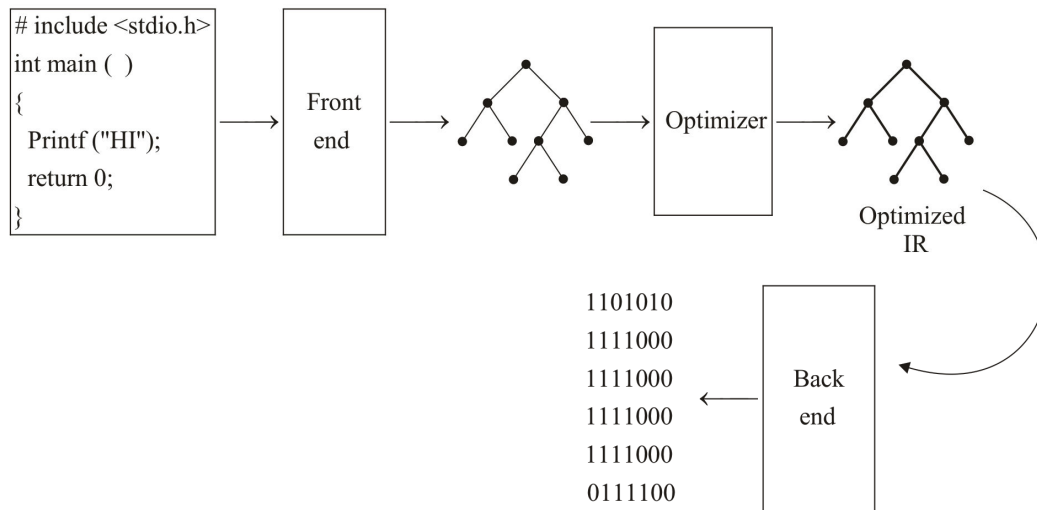 # include <stdio.h>
int main ( )
{
Printf ("HI");
return 0;
}
Front
end
Optimizer
Optimized
IR
Back
end
1101010
1111000
1111000
1111000
1111000
0111100